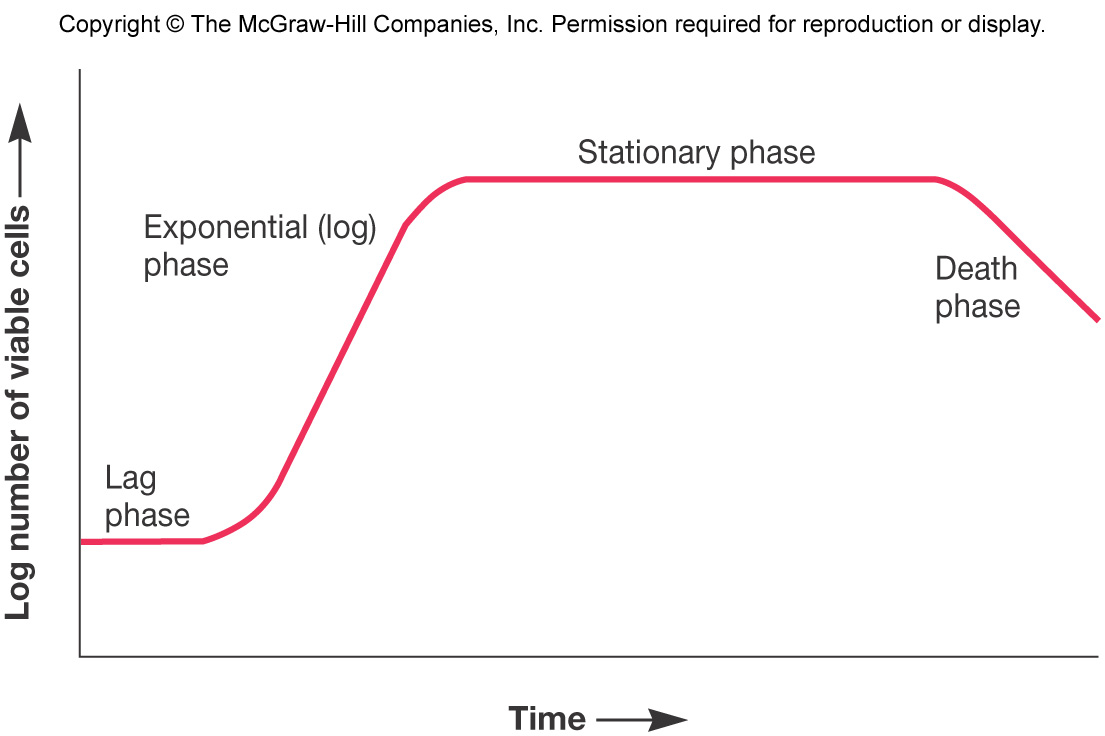 Copyright © The McGraw-Hill Companies, Inc. Permission required for reproduction or display.
Stationary phase
Exponential (log)
phase
Death
phase
Lag
phase
Log number of viable cells
Time